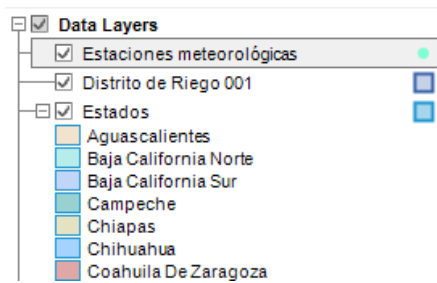 Data Layers
Estaciones meteorológicas
Distrito de Riego 001
Estados
Aguascalientes
Baja California Norte
Baja California Sur
Campeche
Chiapas
Chihuahua
Coahuila De Zaragoza